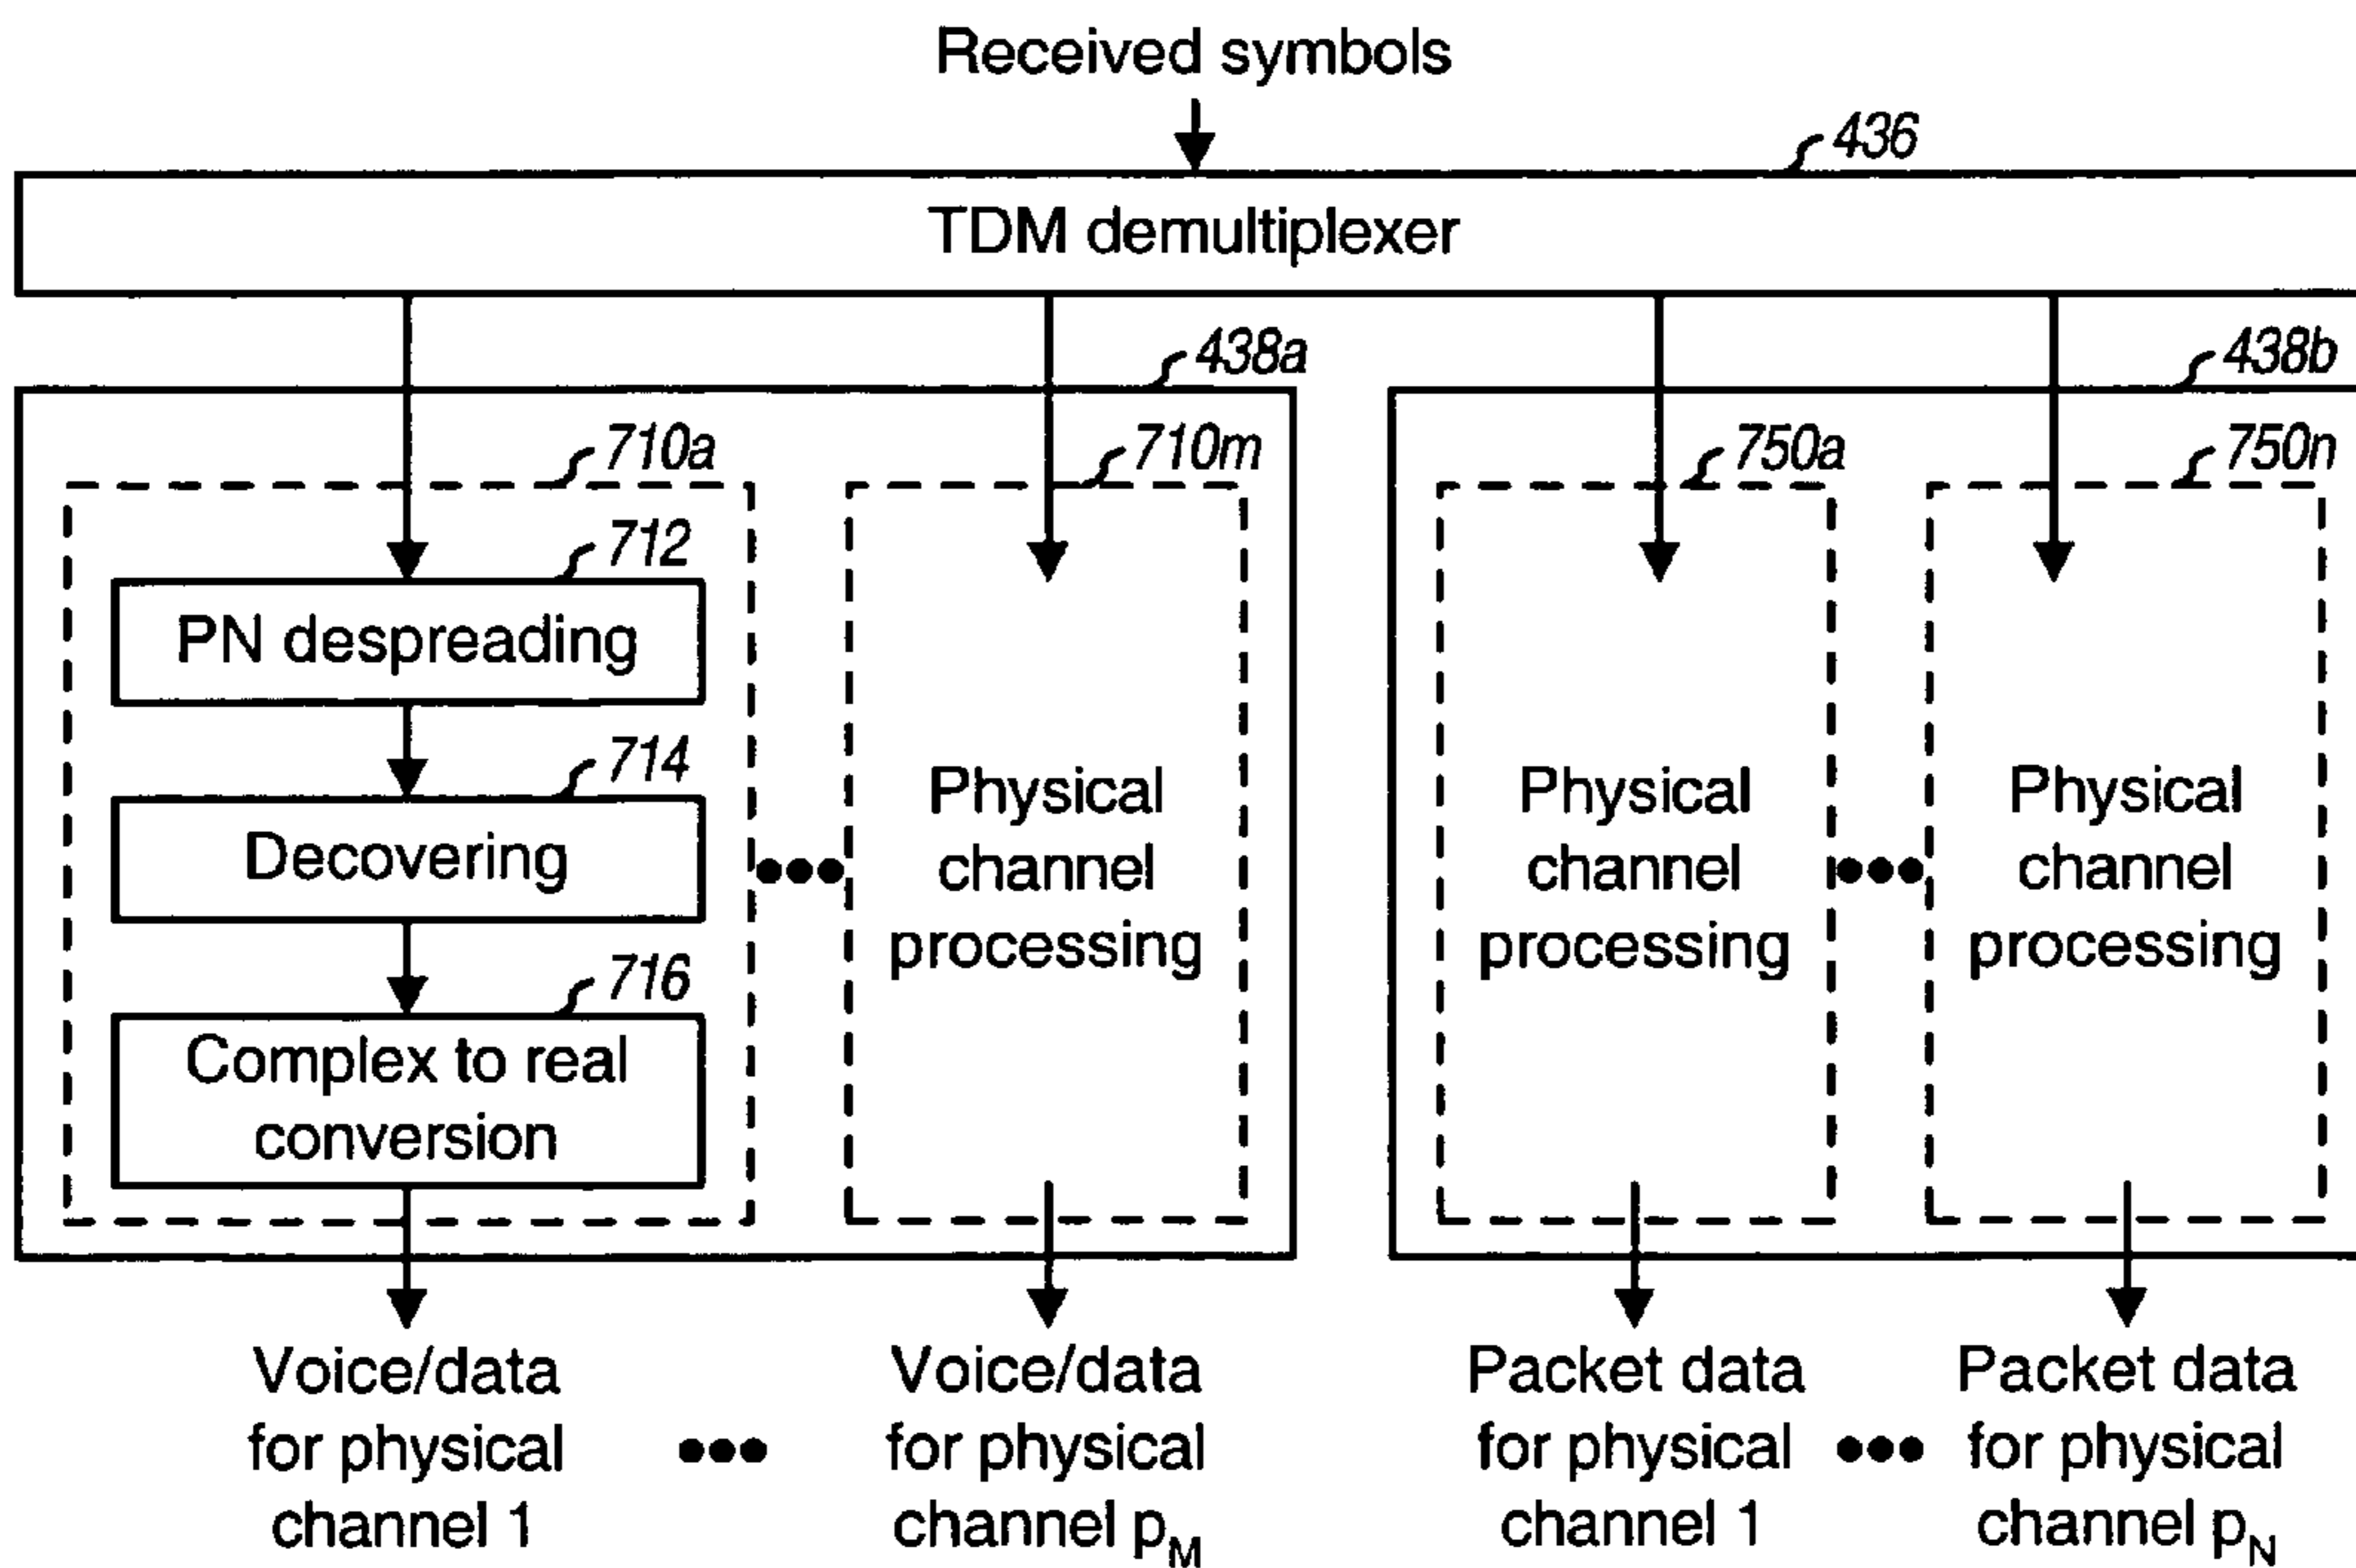 Received symbols
436
TDM demultiplexer
438a
438b
710a
710m
750a
750n
712
PN despreading
714
Decovering
716
Complex to real
conversion
Physical
channel
processing
Physical
channel
processing
Physical
channel
processing
Voice/data
for physical
channel 1
Voice/data
for physical
channel pM
Packet data
for physical
channel 1
Packet data
for physical
channel pN